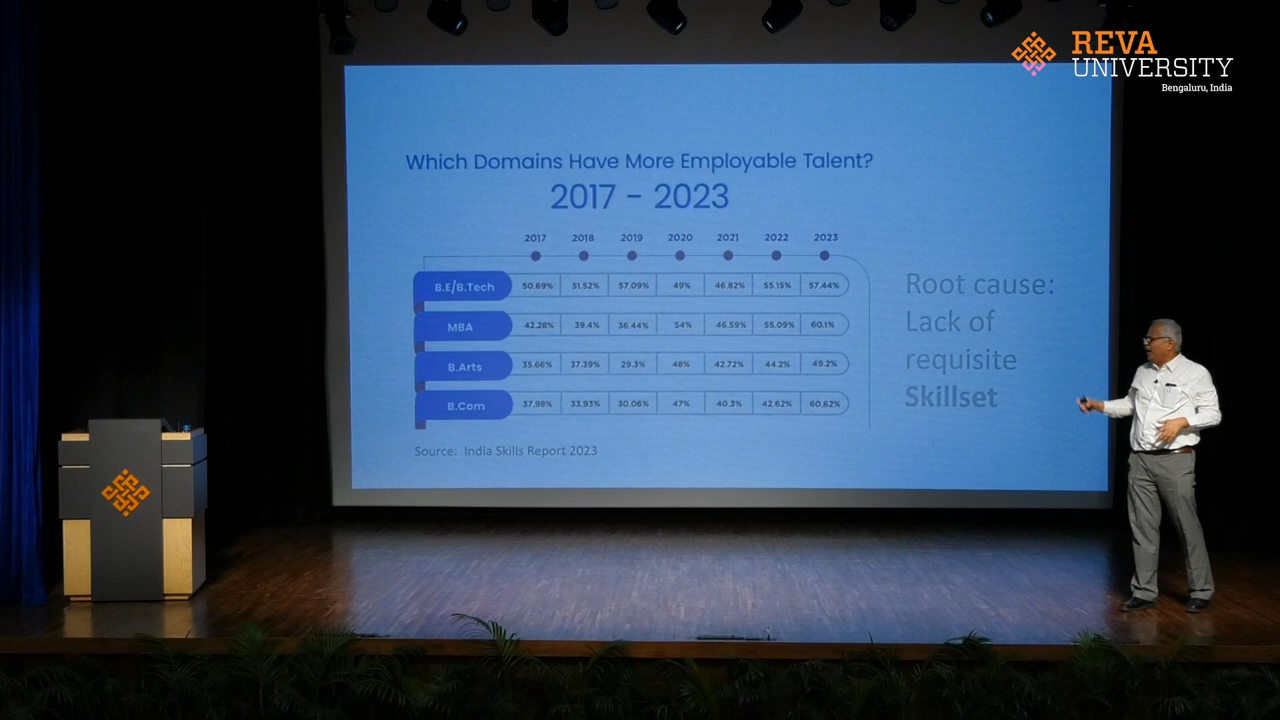 REVA
UNIVERSITY
Bengaluru, India
Which Domains Have More Employable Talent?
2017 - 2023
2017 2018 2019 2020 2021 2022 2023
B.E/B.Tech 50.69% 51.52% 57.09% 49% 46.82% 55.15% 57.44%
MBA 42.28% 39.4% 36.44% 54% 46.59% 55.09% 60.1%
B.Arts 35.66% 37.39% 29.3% 48% 42.72% 44.2% 49.2%
B.Com 37.98% 33.93% 30.06% 47% 40.3% 42.62% 60.62%
Source: India Skills Report 2023
Root cause:
Lack of
requisite
Skillset